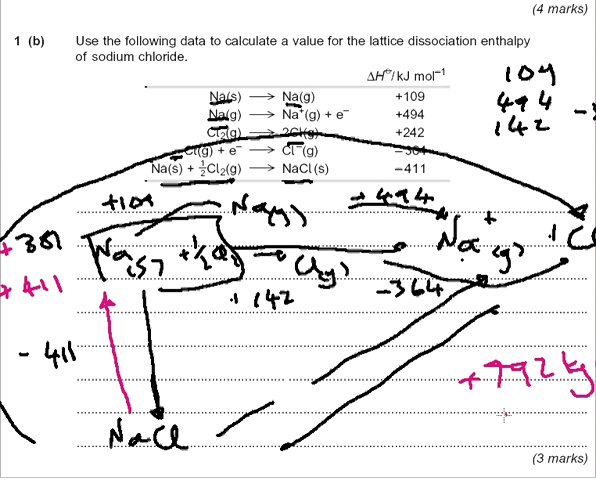 (4 marks)
1 (b) Use the following data to calculate a value for the lattice dissociation enthalpy
of sodium chloride.
ΔH⊖/kJ mol⁻¹
Na(s) ⟶ Na(g) +109
Na(g) ⟶ Na⁺(g) + e⁻ +494
Cl₂(g) ⟶ 2Cl(g) +242
Cl(g) + e⁻ ⟶ Cl⁻(g) −364
Na(s) + ½Cl₂(g) ⟶ NaCl(s) −411
109
494
142
+109 Na(g) +494 Na⁺(g)
Na(s) + ½Cl₂ Cl(g)
+ 411 142 −364
- 411
+ 792 kj
NaCl
(3 marks)